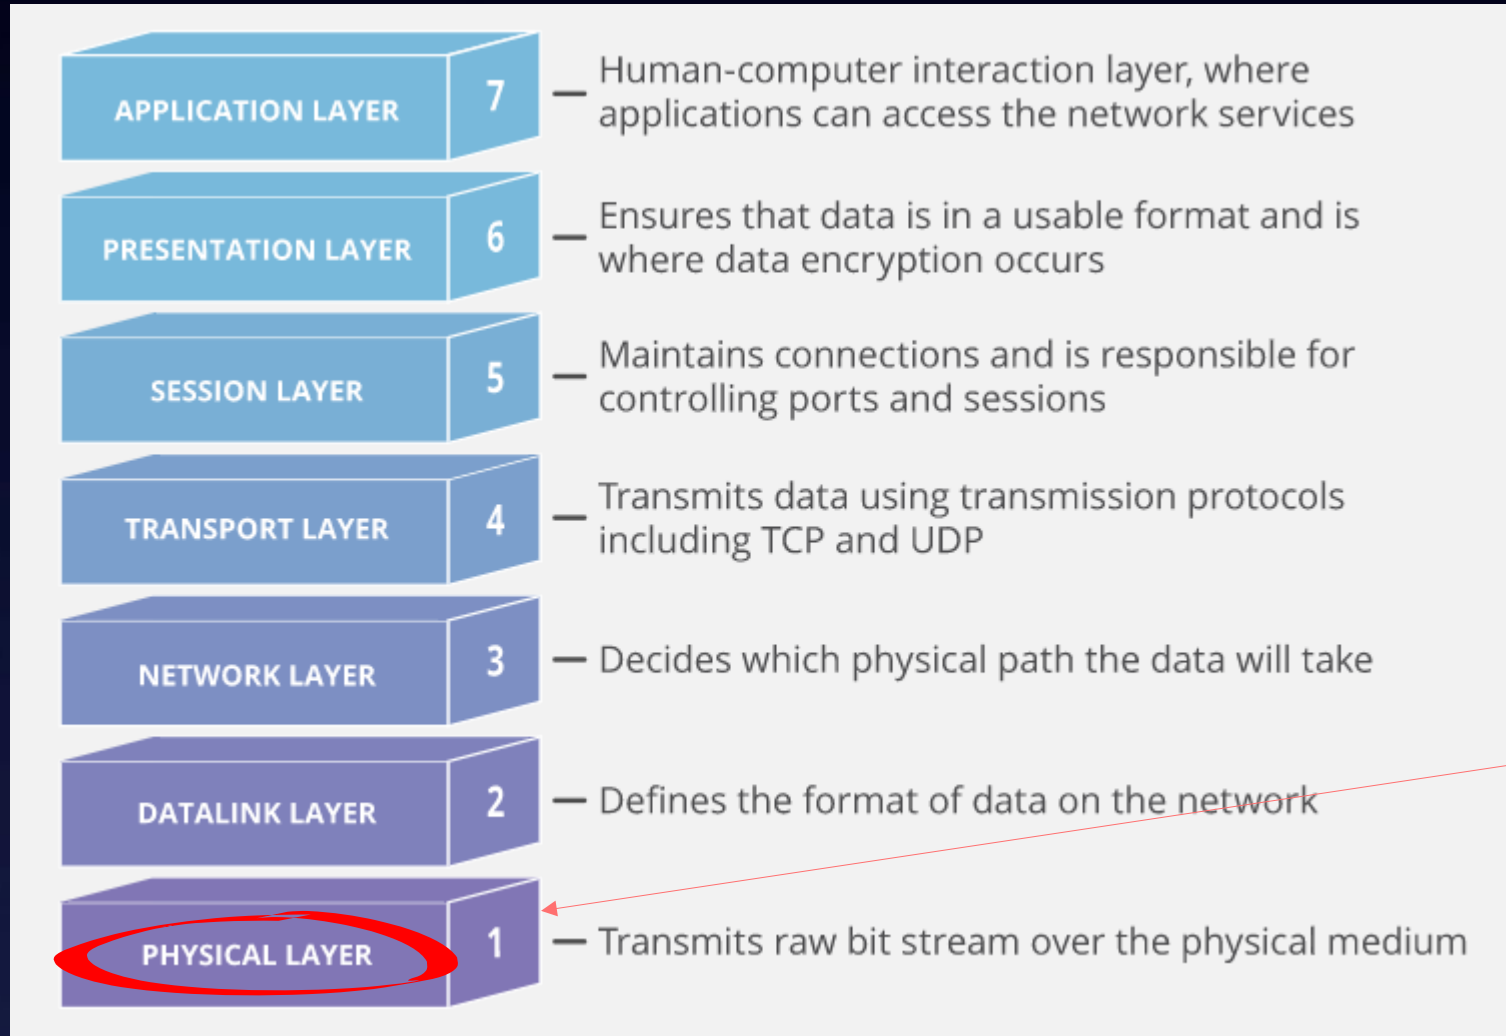 APPLICATION LAYER 7
Human-computer interaction layer, where
applications can access the network services
PRESENTATION LAYER 6
Ensures that data is in a usable format and is
where data encryption occurs
SESSION LAYER 5
Maintains connections and is responsible for
controlling ports and sessions
TRANSPORT LAYER 4
Transmits data using transmission protocols
including TCP and UDP
NETWORK LAYER 3
Decides which physical path the data will take
DATALINK LAYER 2
Defines the format of data on the network
PHYSICAL LAYER 1
Transmits raw bit stream over the physical medium